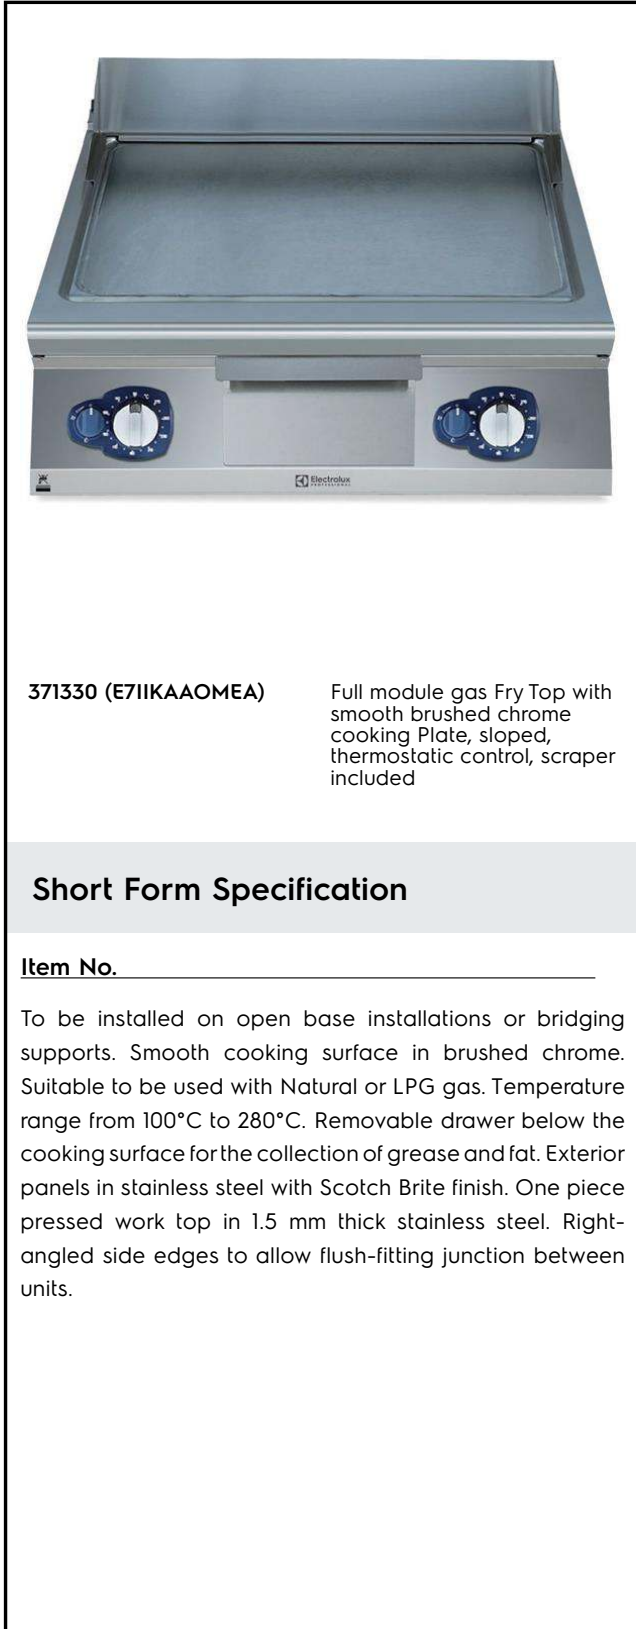 Electrolux
PROFESSIONAL
371330 (E7IIKAAOMEA)
Full module gas Fry Top with
smooth brushed chrome
cooking Plate, sloped,
thermostatic control, scraper
included
Short Form Specification
Item No.
To be installed on open base installations or bridging
supports. Smooth cooking surface in brushed chrome.
Suitable to be used with Natural or LPG gas. Temperature
range from 100°C to 280°C. Removable drawer below the
cooking surface for the collection of grease and fat. Exterior
panels in stainless steel with Scotch Brite finish. One piece
pressed work top in 1.5 mm thick stainless steel. Right-
angled side edges to allow flush-fitting junction between
units.